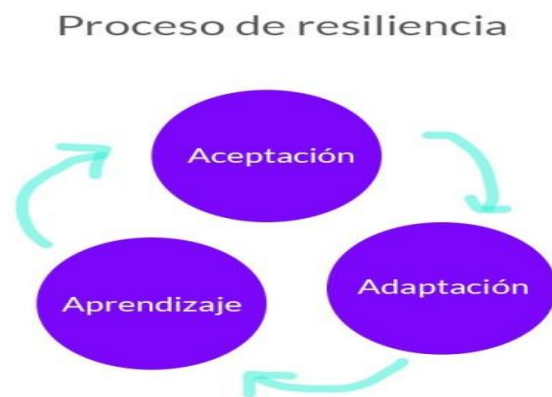 Proceso de resiliencia
Aceptación
Adaptación
Aprendizaje